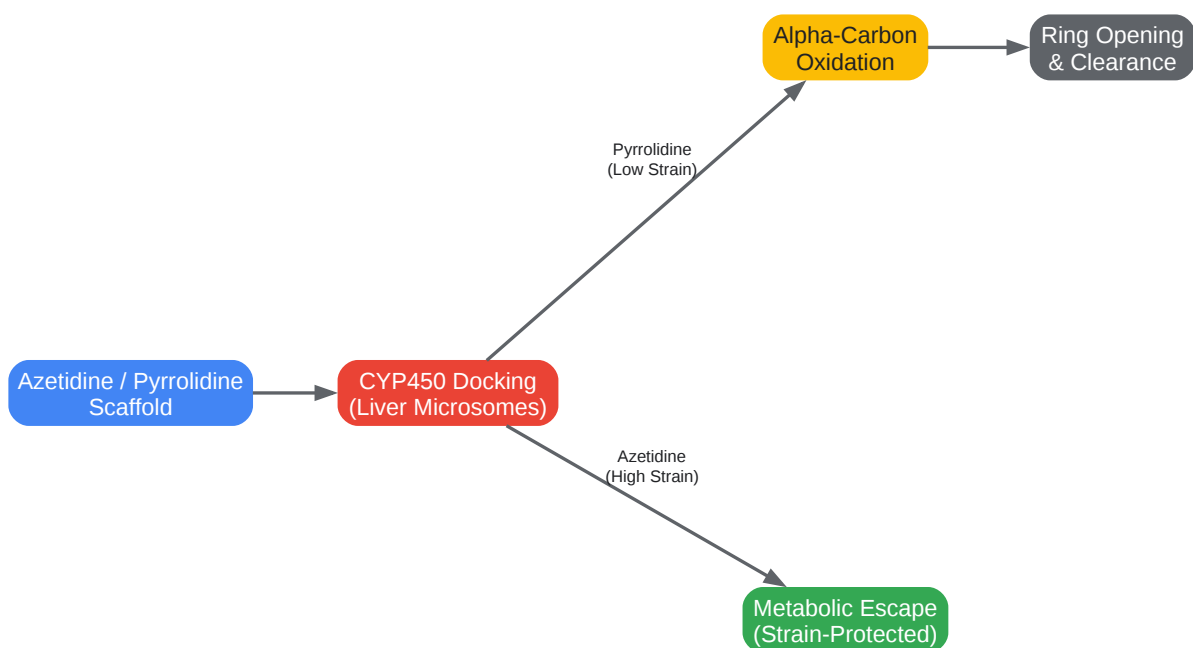 Alpha-Carbon
Oxidation
Ring Opening
& Clearance
Pyrrolidine
(Low Strain)
Azetidine / Pyrrolidine
Scaffold
CYP450 Docking
(Liver Microsomes)
Azetidine
(High Strain)
Metabolic Escape
(Strain-Protected)